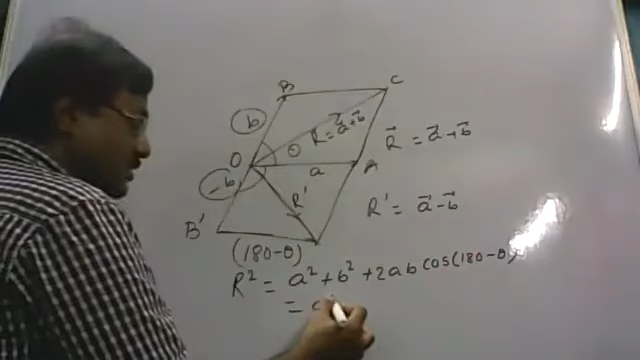 B C
b
R = a⃗+b⃗
R⃗ = a⃗+b⃗
O θ A
a
-b
R'
R' = a⃗-b⃗
B'
(180-θ)
R² = a² + b² + 2ab cos(180-θ)
=